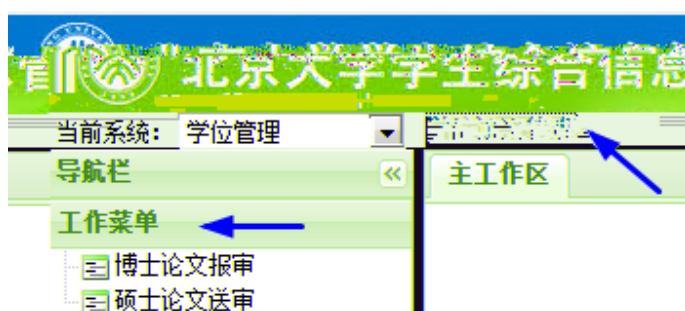 北京大学学生综合信息
当前系统： 学位管理
导航栏
主工作区
工作菜单
博士论文报审
硕士论文送审